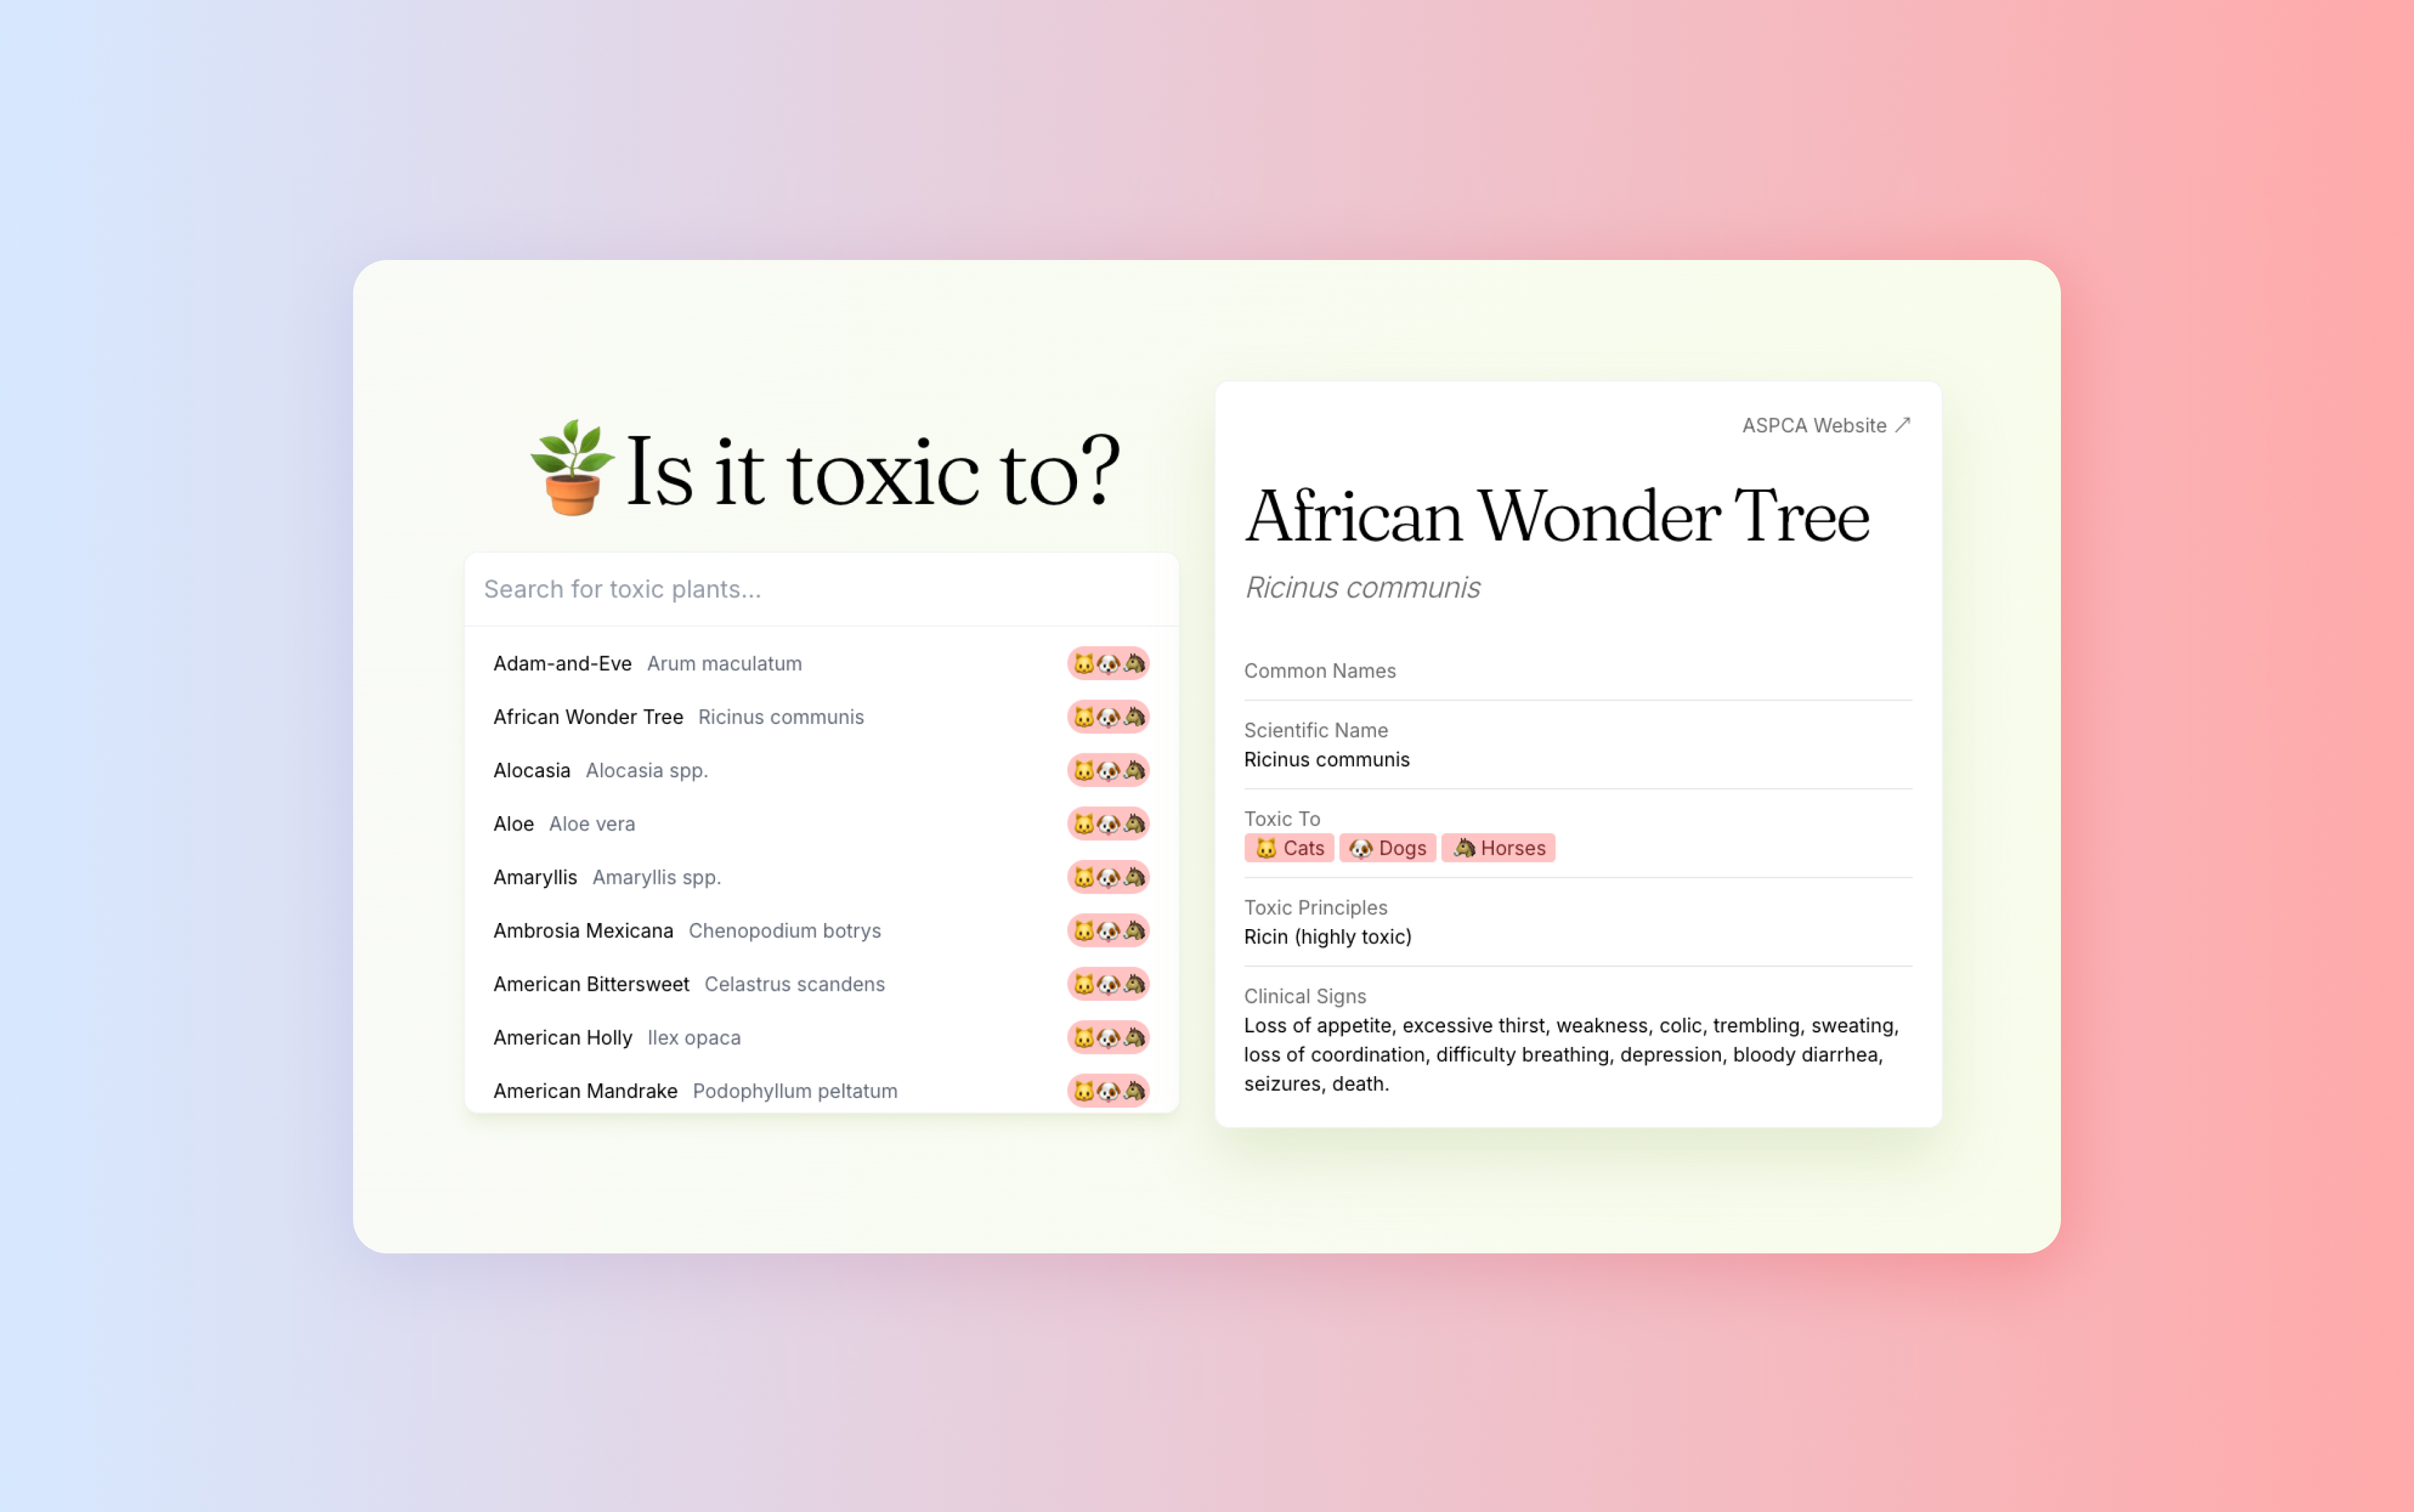 Is it toxic to?
Search for toxic plants...
Adam-and-Eve Arum maculatum
African Wonder Tree Ricinus communis
Alocasia Alocasia spp.
Aloe Aloe vera
Amaryllis Amaryllis spp.
Ambrosia Mexicana Chenopodium botrys
American Bittersweet Celastrus scandens
American Holly Ilex opaca
American Mandrake Podophyllum peltatum
ASPCA Website ↗
African Wonder Tree
Ricinus communis
Common Names
Scientific Name
Ricinus communis
Toxic To
Cats Dogs Horses
Toxic Principles
Ricin (highly toxic)
Clinical Signs
Loss of appetite, excessive thirst, weakness, colic, trembling, sweating,
loss of coordination, difficulty breathing, depression, bloody diarrhea,
seizures, death.